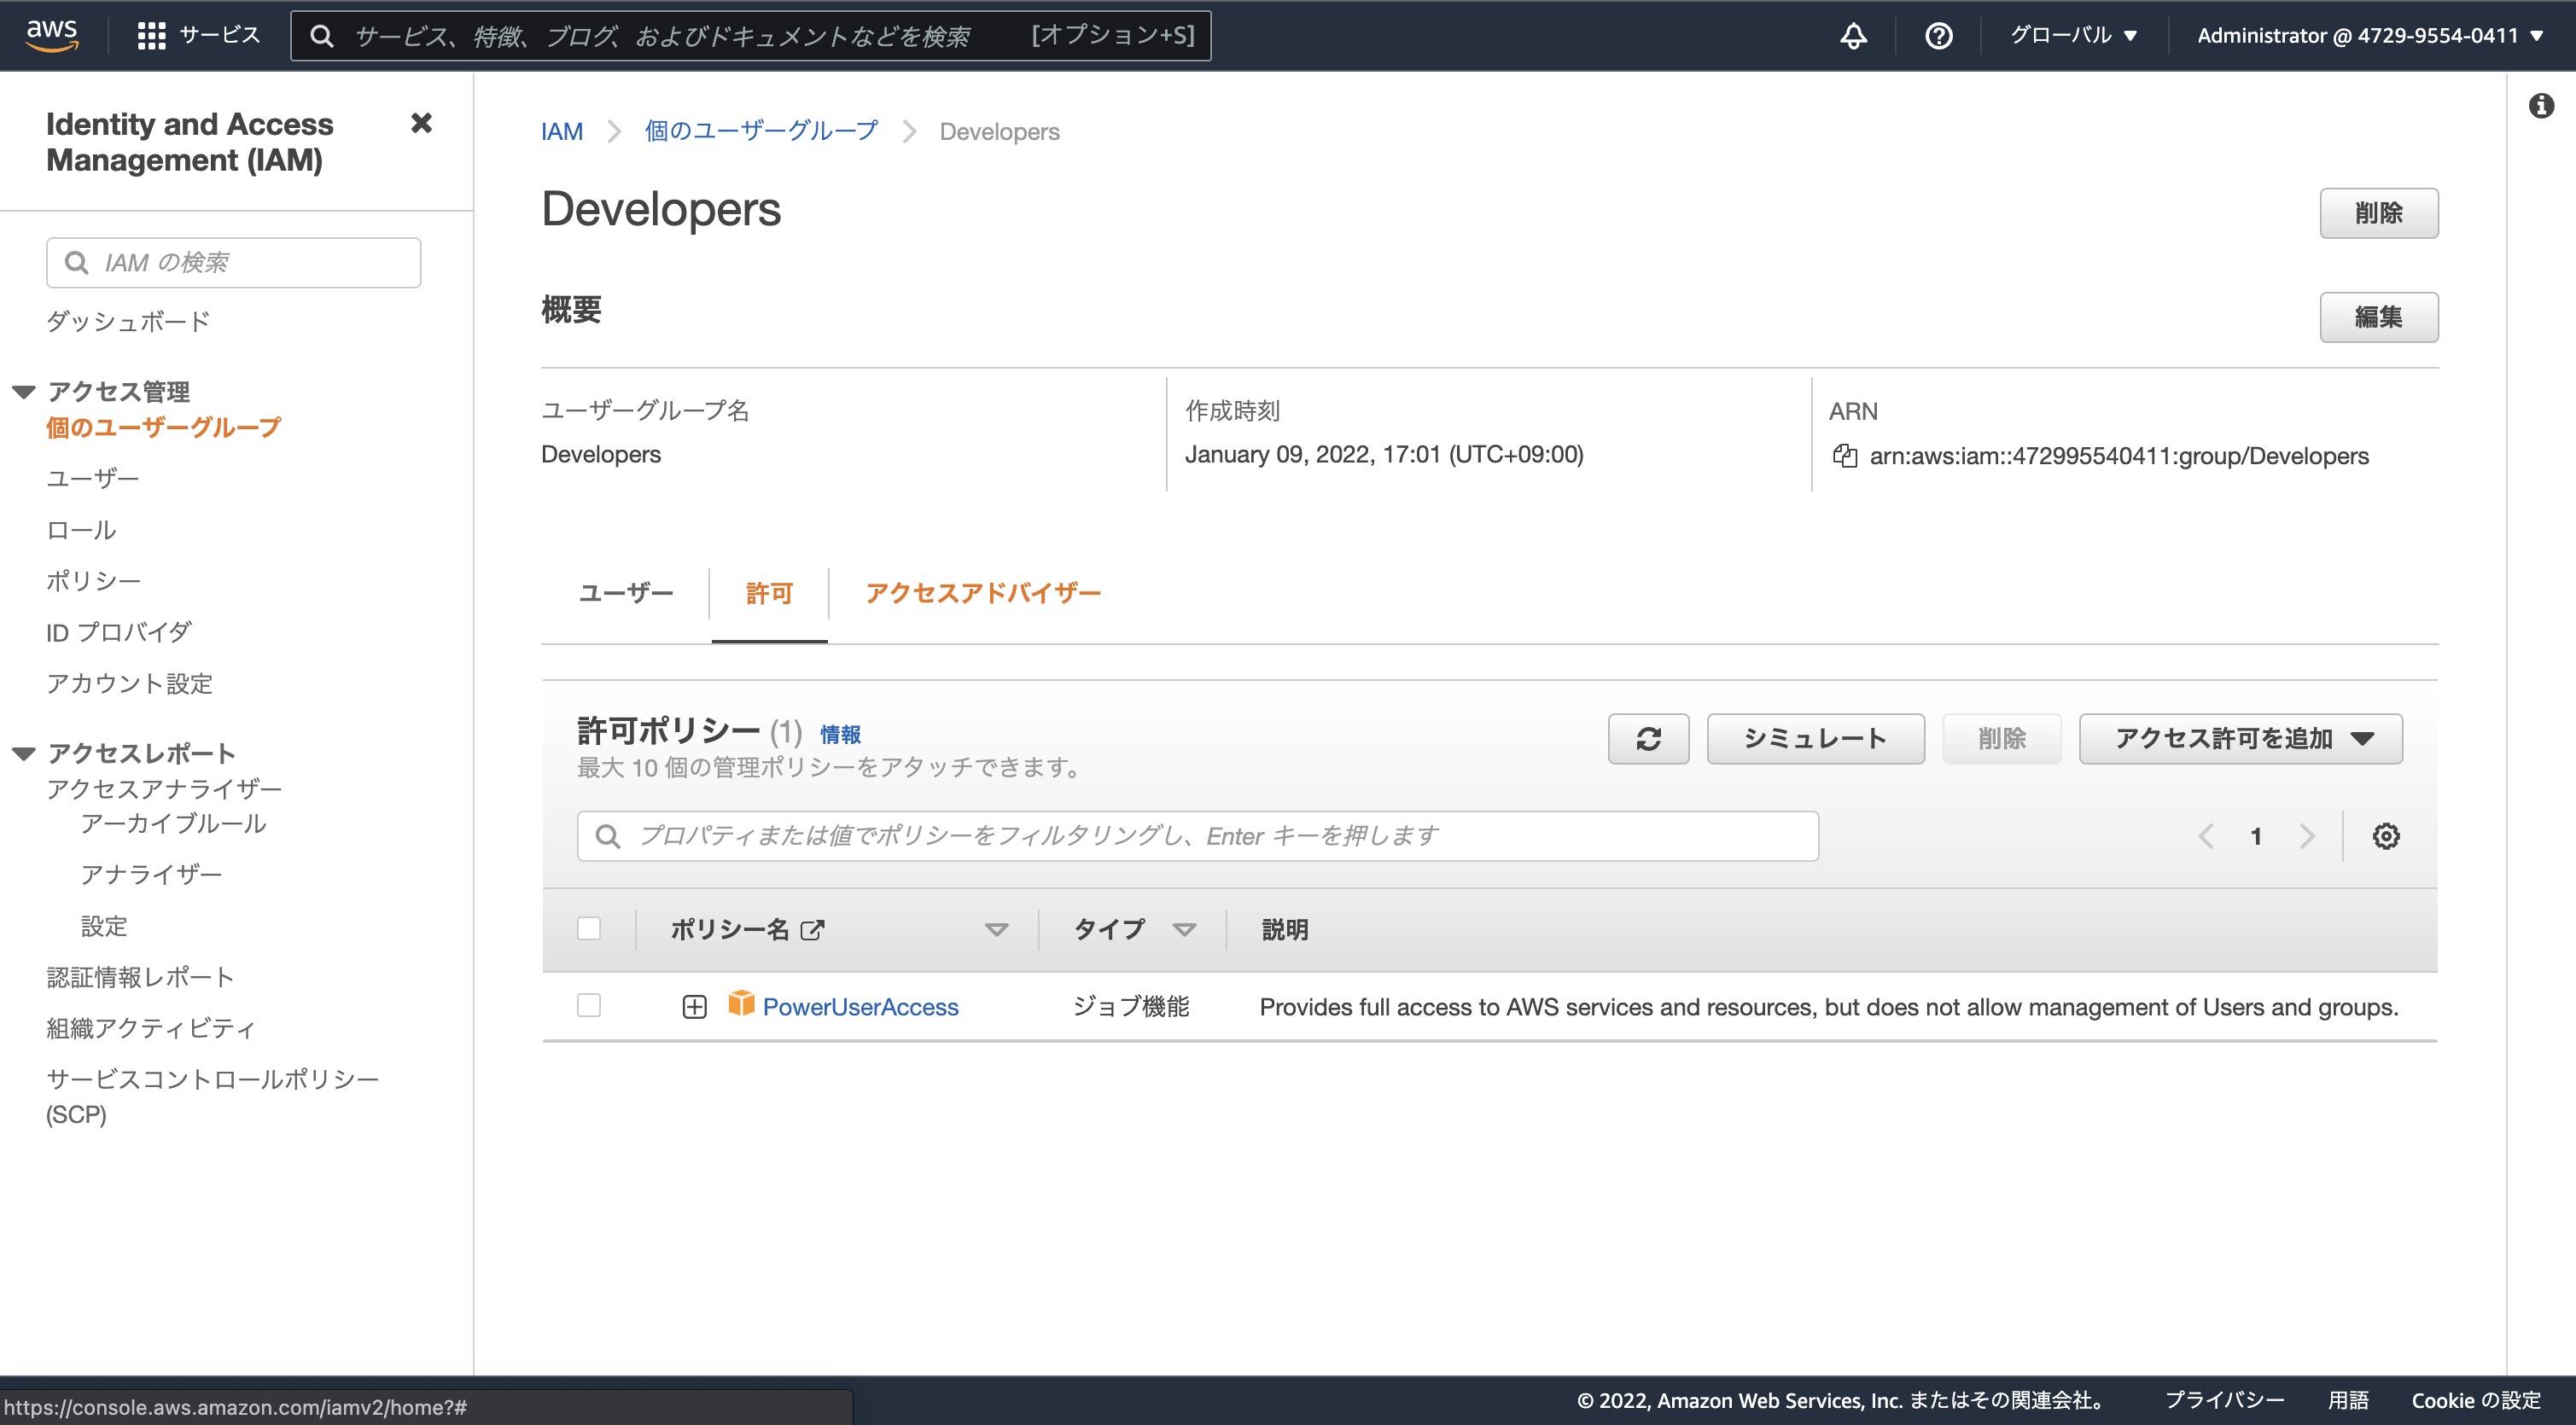 aws
サービス
サービス、特徴、ブログ、およびドキュメントなどを検索
[オプション+S]
グローバル ▼
Administrator @ 4729-9554-0411 ▼
Identity and Access
Management (IAM)
IAM の検索
ダッシュボード
アクセス管理
個のユーザーグループ
ユーザー
ロール
ポリシー
ID プロバイダ
アカウント設定
アクセスレポート
アクセスアナライザー
アーカイブルール
アナライザー
設定
認証情報レポート
組織アクティビティ
サービスコントロールポリシー
(SCP)
IAM > 個のユーザーグループ > Developers
Developers
削除
概要
編集
ユーザーグループ名
Developers
作成時刻
January 09, 2022, 17:01 (UTC+09:00)
ARN
arn:aws:iam::472995540411:group/Developers
ユーザー
許可
アクセスアドバイザー
許可ポリシー (1) 情報
最大 10 個の管理ポリシーをアタッチできます。
シミュレート
削除
アクセス許可を追加
プロパティまたは値でポリシーをフィルタリングし、Enter キーを押します
1
ポリシー名
タイプ
説明
PowerUserAccess
ジョブ機能
Provides full access to AWS services and resources, but does not allow management of Users and groups.
https://console.aws.amazon.com/iamv2/home?#
© 2022, Amazon Web Services, Inc. またはその関連会社。
プライバシー
用語
Cookie の設定